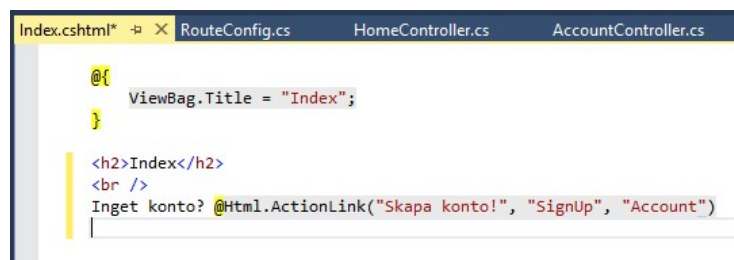 Index.cshtml* RouteConfig.cs HomeController.cs AccountController.cs
@{
ViewBag.Title = "Index";
}
<h2>Index</h2>
<br />
Inget konto? @Html.ActionLink("Skapa konto!", "SignUp", "Account")